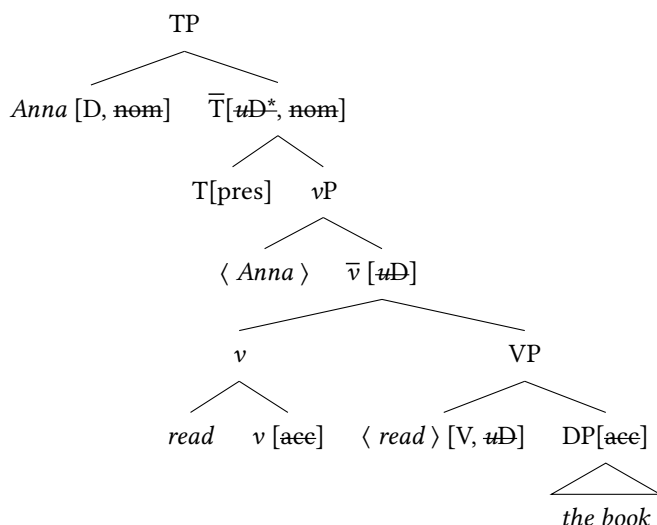 TP
Anna [D, nom] T̅[uD*, nom]
T[pres] vP
⟨ Anna ⟩ v̅ [uD]
v VP
read v [acc] ⟨ read ⟩ [V, uD] DP[acc]
the book